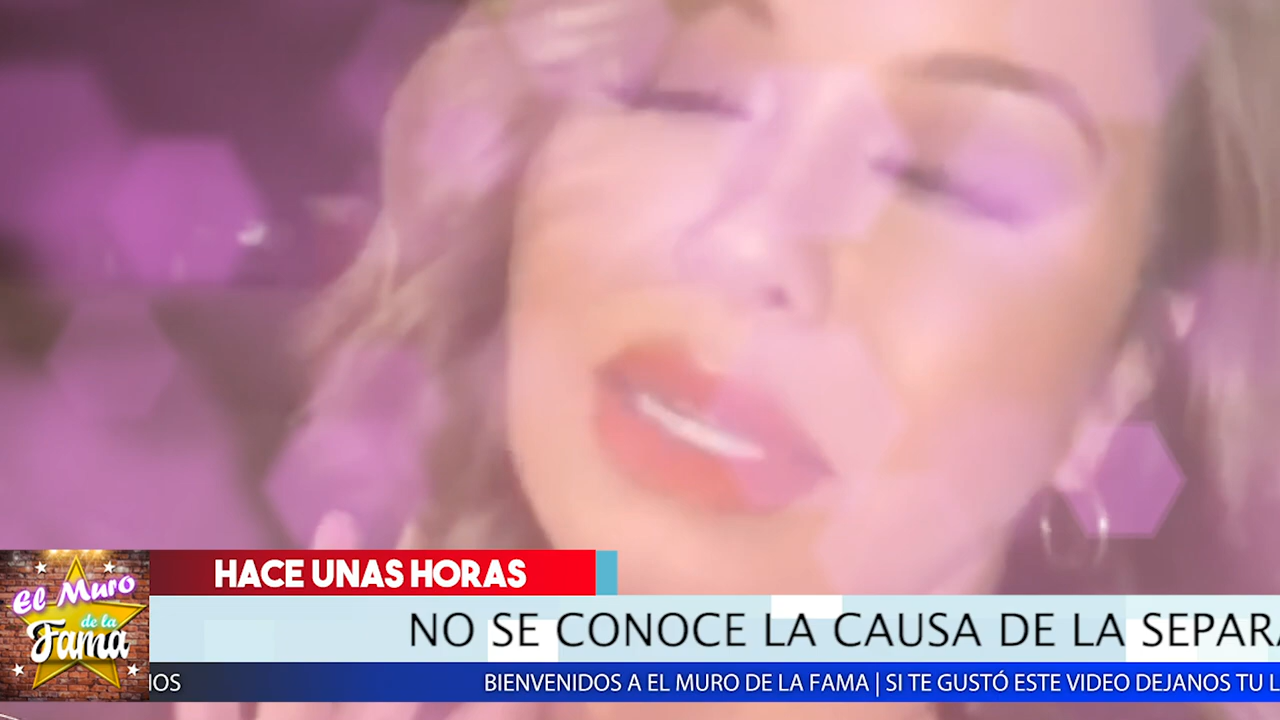 HACE UNAS HORAS
El Muro
de la
Fama
NO SE CONOCE LA CAUSA DE LA SEPARA
IOS BIENVENIDOS A EL MURO DE LA FAMA | SI TE GUSTÓ ESTE VIDEO DEJANOS TU L